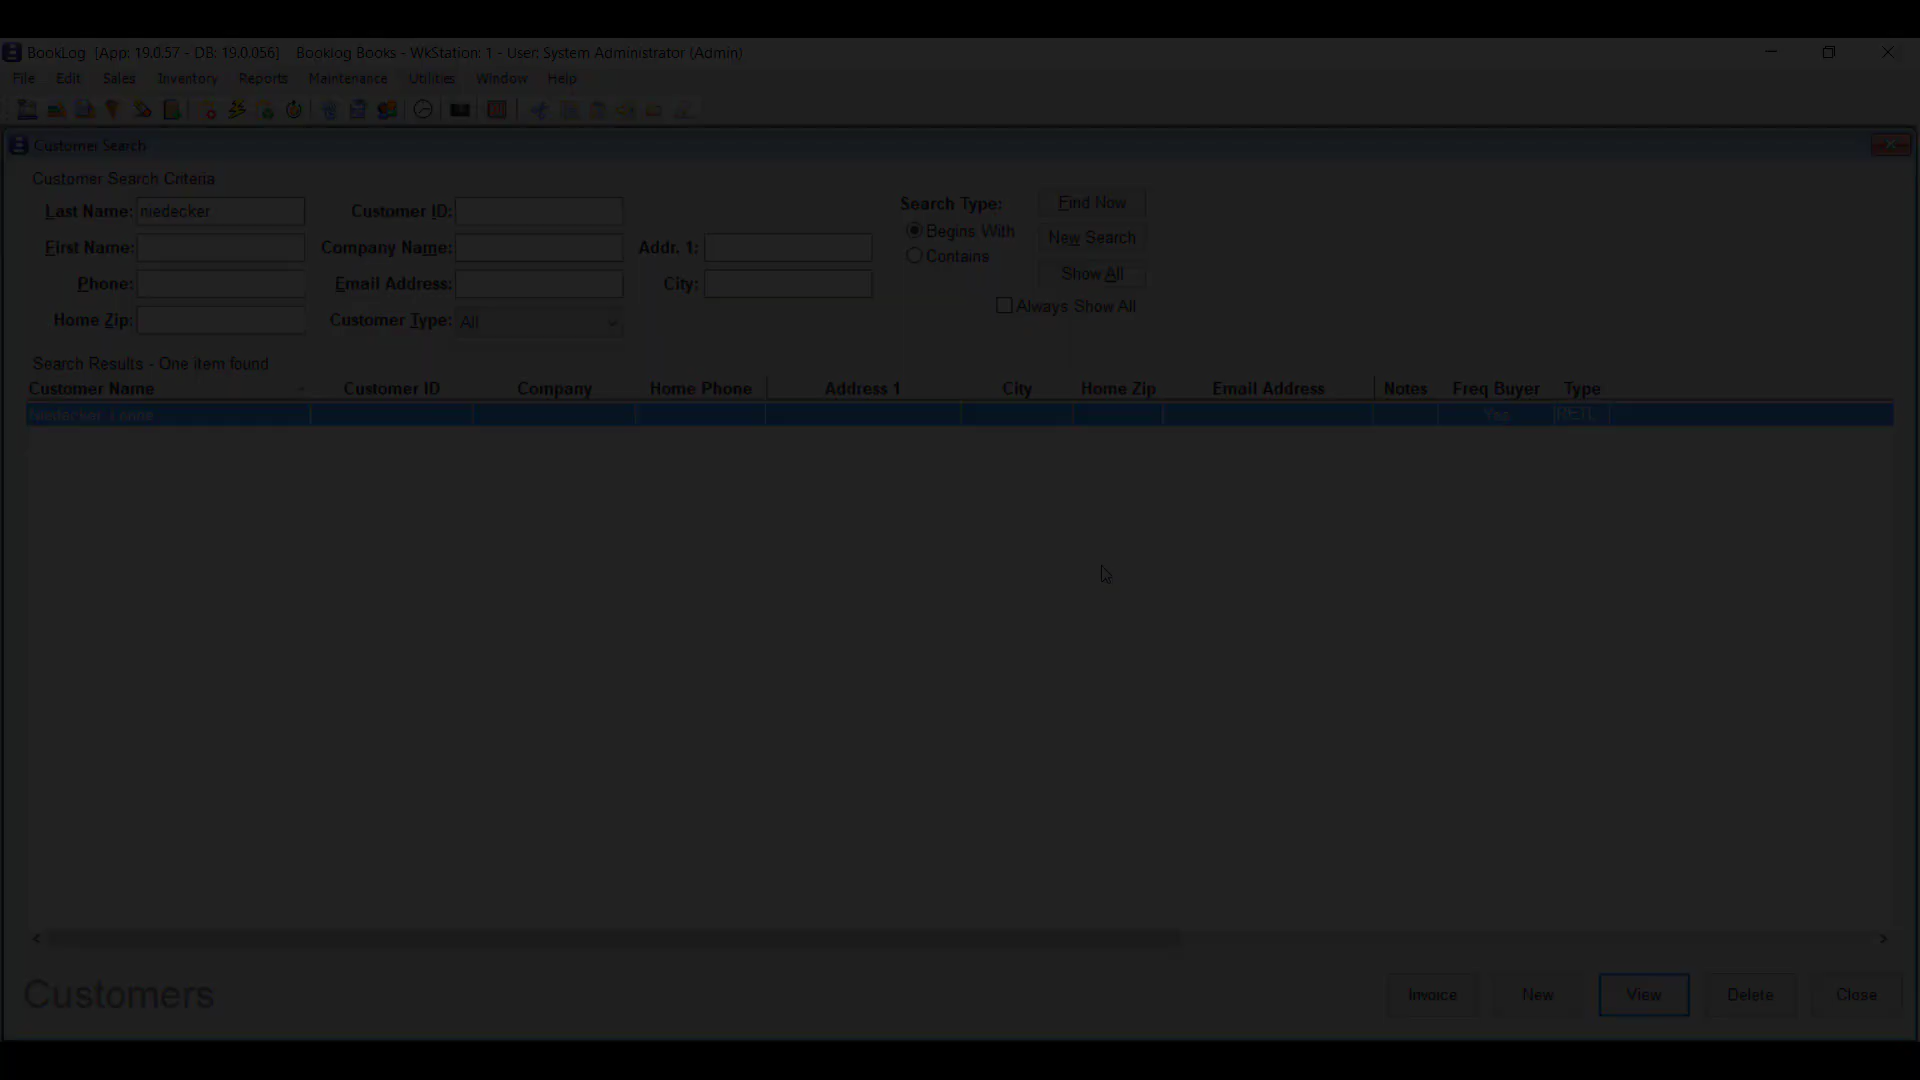 BookLog [App: 19.0.57 - DB: 19.0.056] Booklog Books - WkStation: 1 - User: System Administrator (Admin)
File Edit Sales Inventory Reports Maintenance Utilities Window Help
Customer Search
Customer Search Criteria
Last Name: niedecker Customer ID: Search Type: Find Now
First Name: Company Name: Addr. 1: Begins With New Search
Phone: Email Address: City: Contains Show All
Home Zip: Customer Type: All Always Show All
Search Results - One item found
Customer Name Customer ID Company Home Phone Address 1 City Home Zip Email Address Notes Freq Buyer Type
Niedecker, Yes RETL
Customers Invoice New View Delete Close